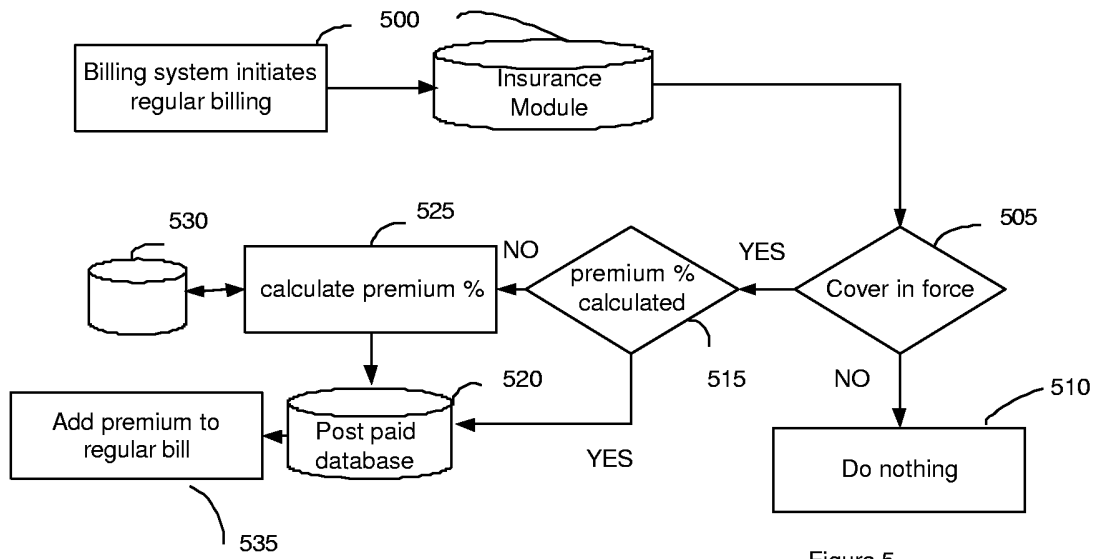 500
Billing system initiates
regular billing
Insurance
Module
530
525
505
NO
YES
calculate premium %
premium %
calculated
Cover in force
520
515
NO
510
Add premium to
regular bill
Post paid
database
YES
Do nothing
535
Figure 5